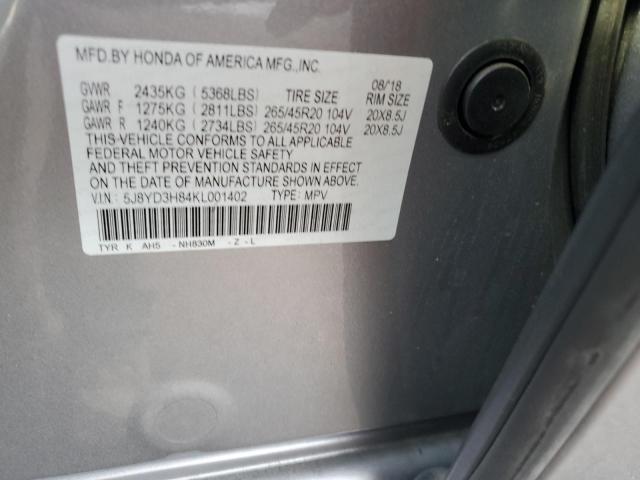 MFD.BY HONDA OF AMERICA MFG.,INC.
08/'18
GVWR 2435KG ( 5368LBS) TIRE SIZE RIM SIZE
GAWR F 1275KG ( 2811LBS) 265/45R20 104V 20X8.5J
GAWR R 1240KG ( 2734LBS) 265/45R20 104V 20X8.5J
THIS-VEHICLE CONFORMS TO ALL APPLICABLE
FEDERAL MOTOR VEHICLE SAFETY
AND THEFT PREVENTION STANDARDS IN EFFECT
ON THE DATE OF MANUFACTURE SHOWN ABOVE.
V.I.N: 5J8YD3H84KL001402 TYPE: MPV
TYR K AH5 -NH830M -Z-L